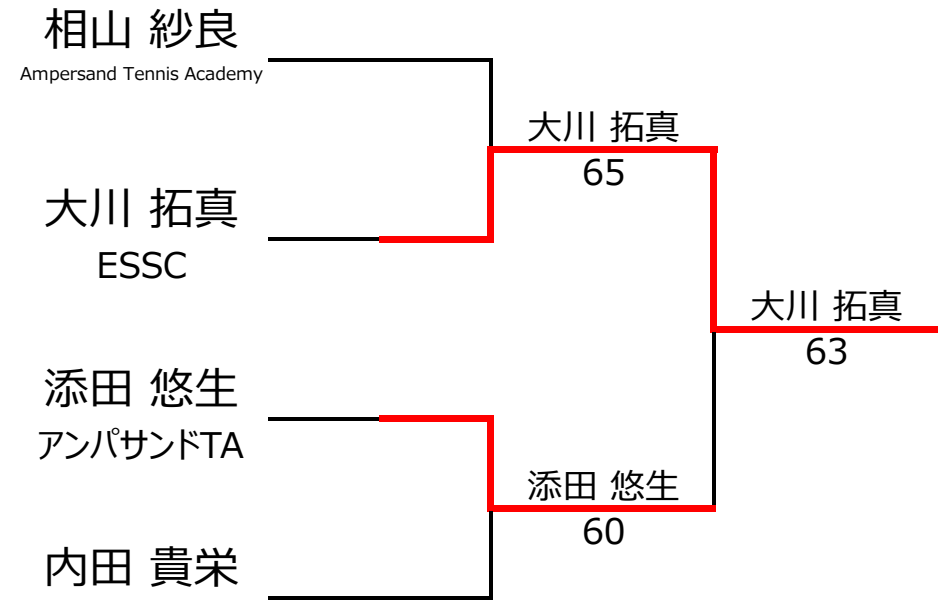 相山 紗良
Ampersand Tennis Academy
大川 拓真
65
大川 拓真
ESSC
大川 拓真
63
添田 悠生
アンパサンドTA
添田 悠生
60
内田 貴栄